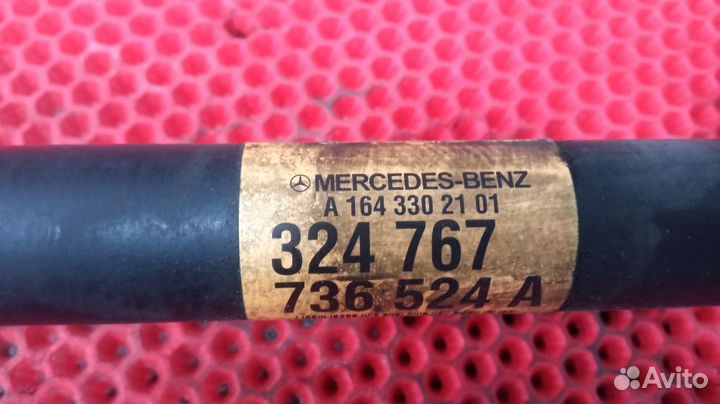 MERCEDES-BENZ
A 164 330 21 01
324 767
736 524 A
Avito